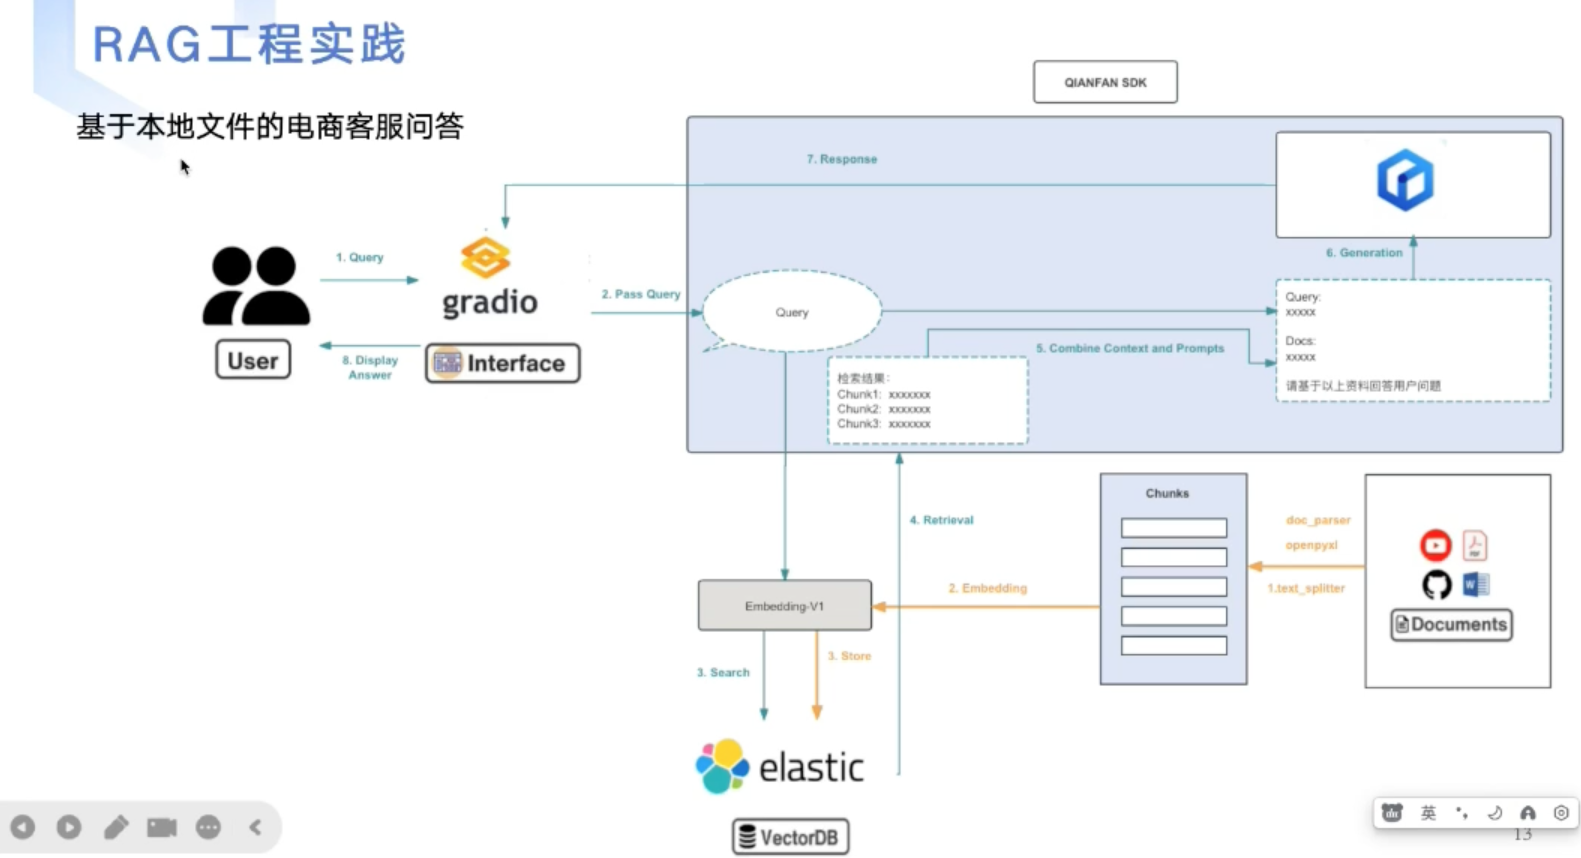 RAG工程实践
基于本地文件的电商客服问答
QIANFAN SDK
7. Response
1. Query
gradio
2. Pass Query
Query
6. Generation
Query:
xxxxx
Docs:
xxxxx
请基于以上资料回答用户问题
5. Combine Context and Prompts
User
8. Display
Answer
Interface
检索结果:
Chunk1: xxxxxxx
Chunk2: xxxxxxx
Chunk3: xxxxxxx
4. Retrieval
Chunks
doc_parser
openpyxl
1.text_splitter
PDF
W
Documents
2. Embedding
Embedding-V1
3. Search
3. Store
elastic
VectorDB
英
13